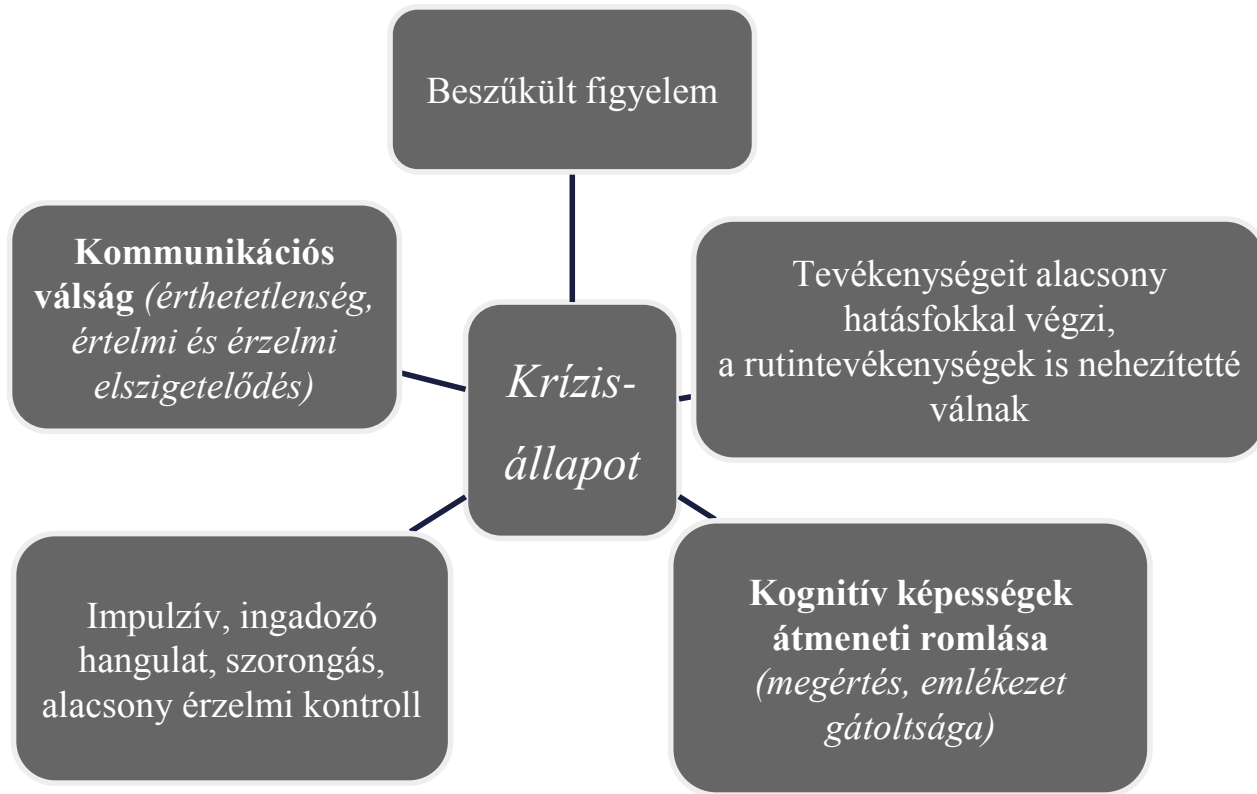 Beszűkült figyelem
Kommunikációs
válság (érthetetlenség,
értelmi és érzelmi
elszigetelődés)
Tevékenységeit alacsony
hatásfokkal végzi,
a rutintevékenységek is nehezítetté
válnak
Krízis-
állapot
Impulzív, ingadozó
hangulat, szorongás,
alacsony érzelmi kontroll
Kognitív képességek
átmeneti romlása
(megértés, emlékezet
gátoltsága)